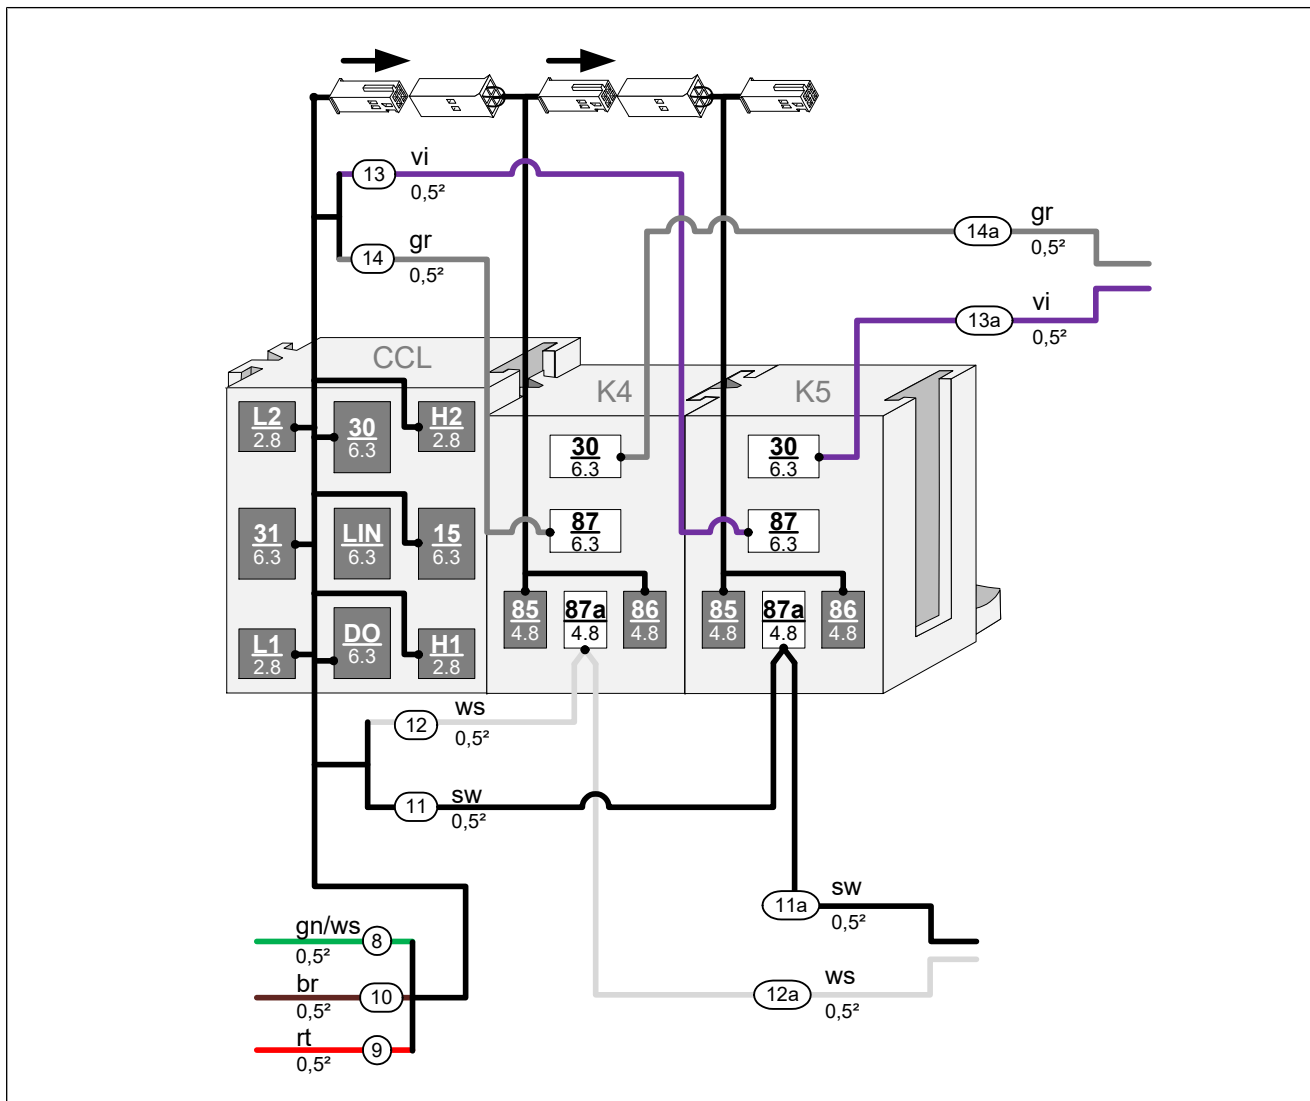 13
vi
0,5²
14
gr
0,5²
14a
gr
0,5²
13a
vi
0,5²
CCL
K4
K5
L2
2.8
30
6.3
H2
2.8
31
6.3
LIN
6.3
15
6.3
L1
2.8
DO
6.3
H1
2.8
30
6.3
87
6.3
85
4.8
87a
4.8
86
4.8
30
6.3
87
6.3
85
4.8
87a
4.8
86
4.8
12
ws
0,5²
11
sw
0,5²
11a
sw
0,5²
12a
ws
0,5²
gn/ws
8
0,5²
br
10
0,5²
rt
9
0,5²